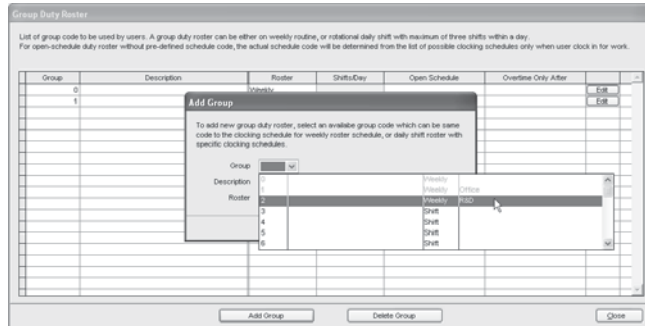 Group Duty Roster
List of group code to be used by users. A group duty roster can be either on weekly routine, or rotational daily shift with maximum of three shifts within a day.
For open-schedule duty roster without pre-defined schedule code, the actual schedule code will be determined from the list of possible clocking schedules only when user clock in for work.
Group Description Roster Shifts/Day Open Schedule Overtime Only After
0 Weekly Edit
1 Edit
Add Group
To add new group duty roster, select an availabe group code which can be same
code to the clocking schedule for weekly roster schedule, or daily shift roster with
specific clocking schedules.
Group
Description
Roster
0 Weekly
1 Weekly Office
2 Weekly R&D
3 Shift
4 Shift
5 Shift
6 Shift
Add Group Delete Group Close